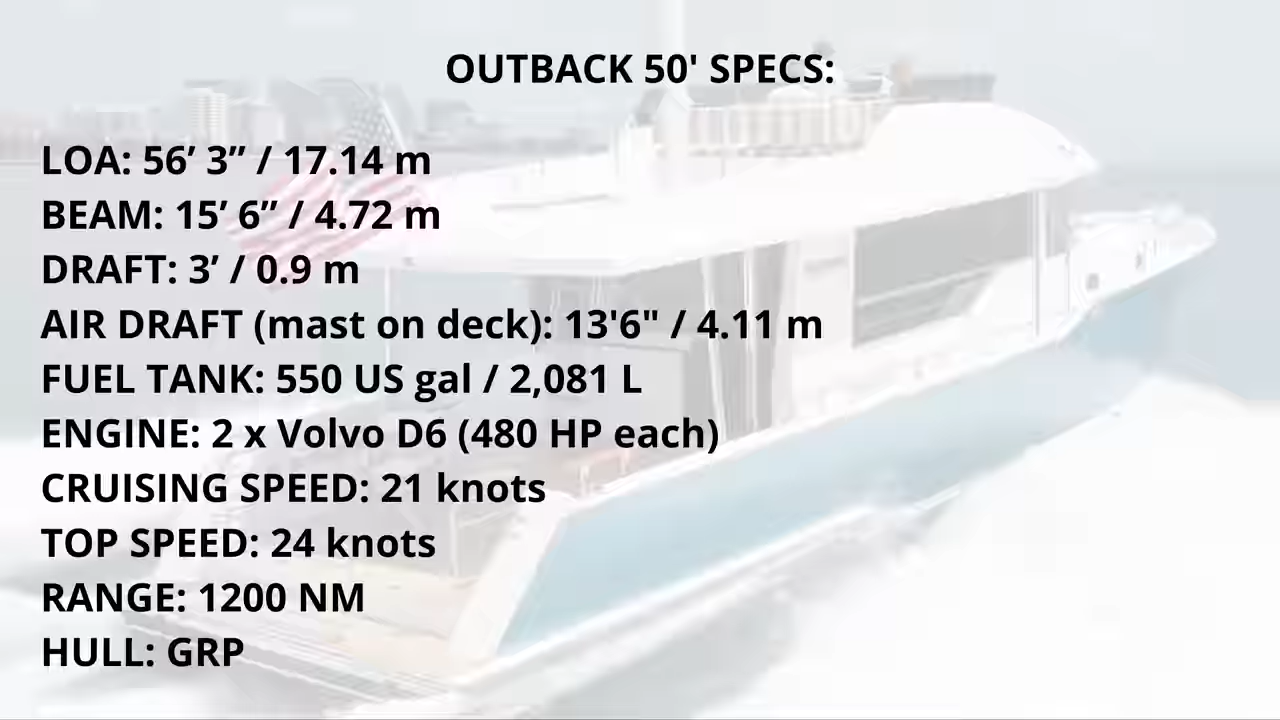 OUTBACK 50' SPECS:
LOA: 56’ 3” / 17.14 m
BEAM: 15’ 6” / 4.72 m
DRAFT: 3’ / 0.9 m
AIR DRAFT (mast on deck): 13'6" / 4.11 m
FUEL TANK: 550 US gal / 2,081 L
ENGINE: 2 x Volvo D6 (480 HP each)
CRUISING SPEED: 21 knots
TOP SPEED: 24 knots
RANGE: 1200 NM
HULL: GRP